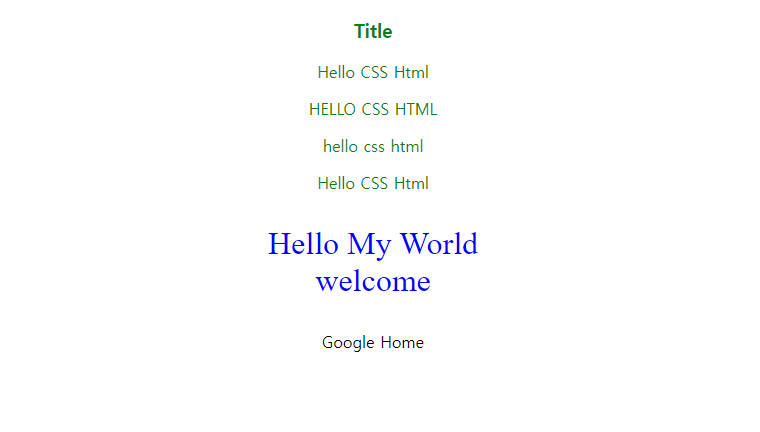 Title
Hello CSS Html
HELLO CSS HTML
hello css html
Hello CSS Html
Hello My World
welcome
Google Home